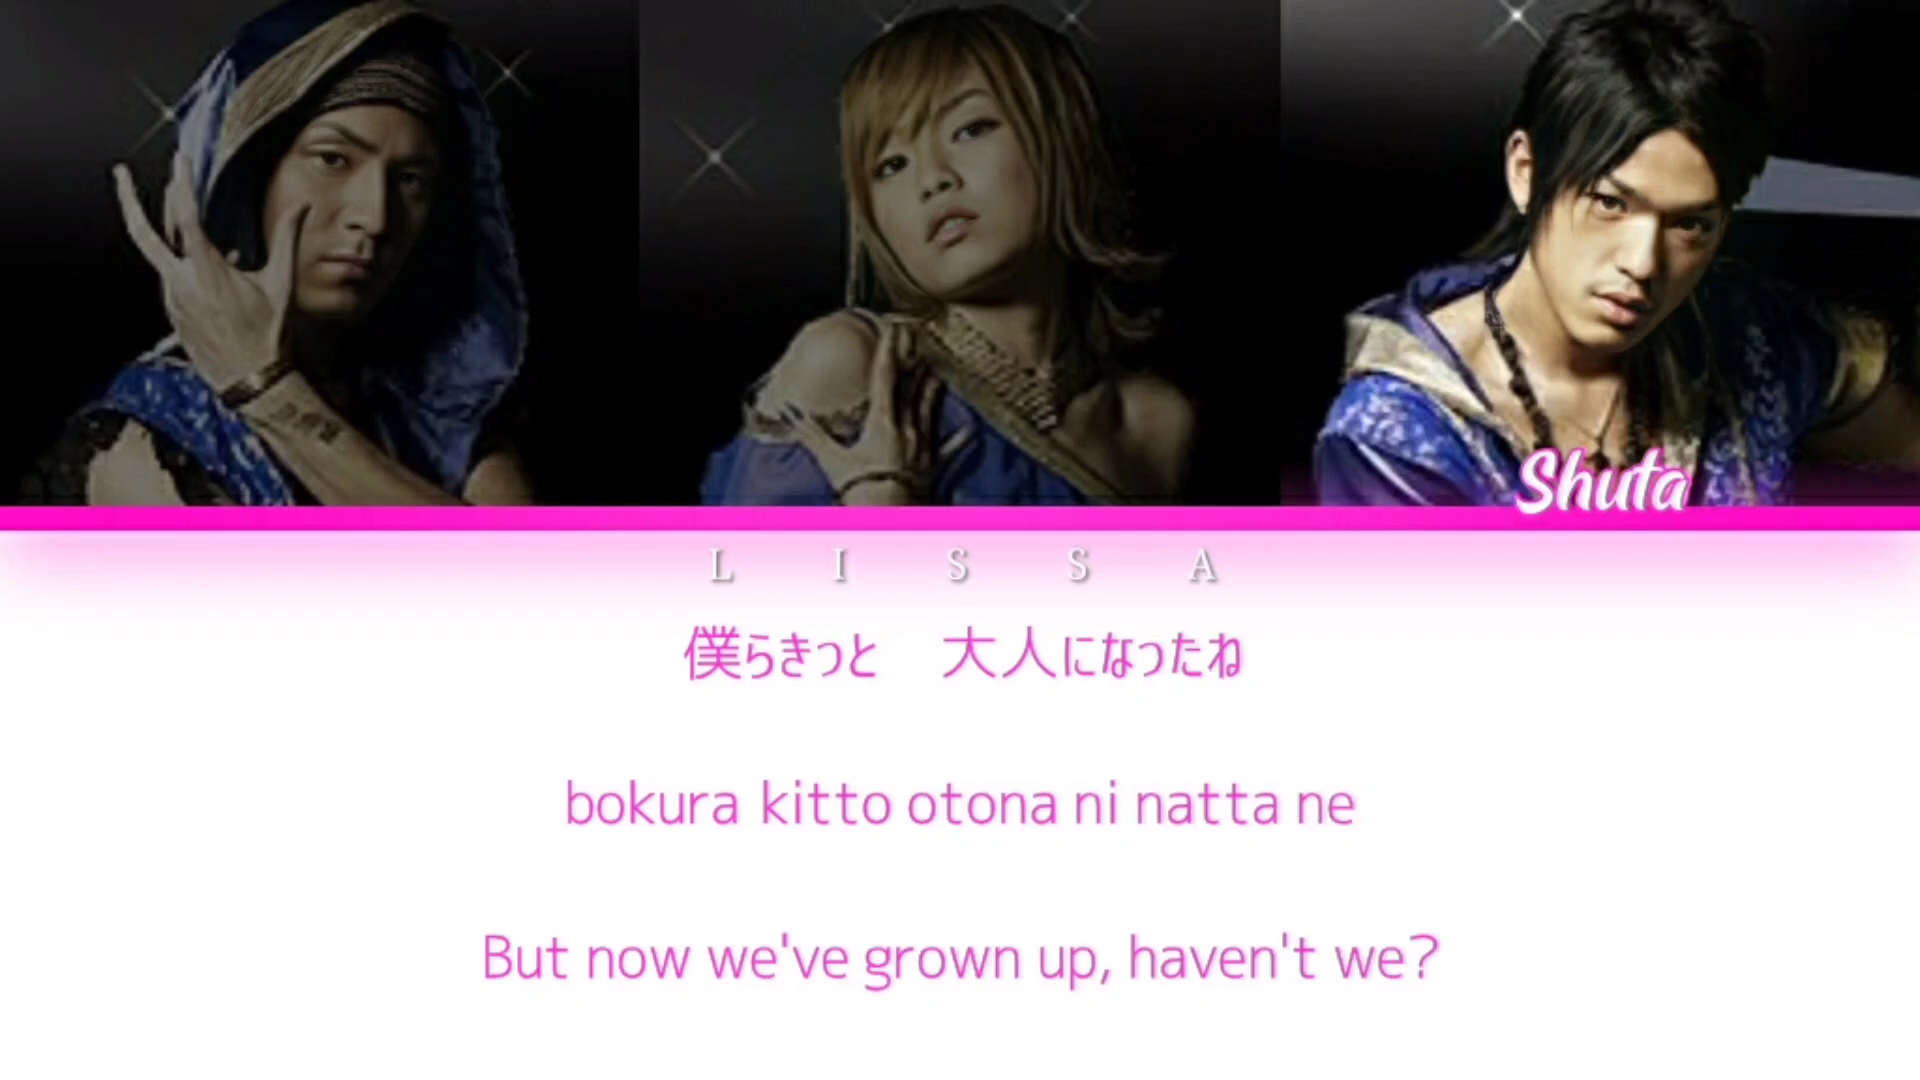 Shuta
L I S S A
僕らきっと　大人になったね
bokura kitto otona ni natta ne
But now we've grown up, haven't we?